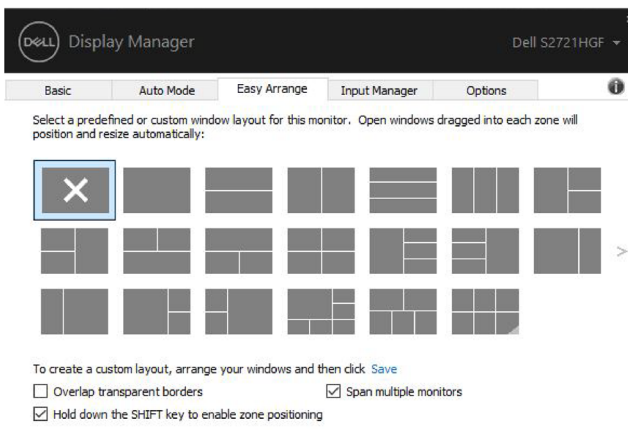 DELL Display Manager Dell S2721HGF
Basic Auto Mode Easy Arrange Input Manager Options
Select a predefined or custom window layout for this monitor. Open windows dragged into each zone will
position and resize automatically:
To create a custom layout, arrange your windows and then click Save
Overlap transparent borders Span multiple monitors
Hold down the SHIFT key to enable zone positioning